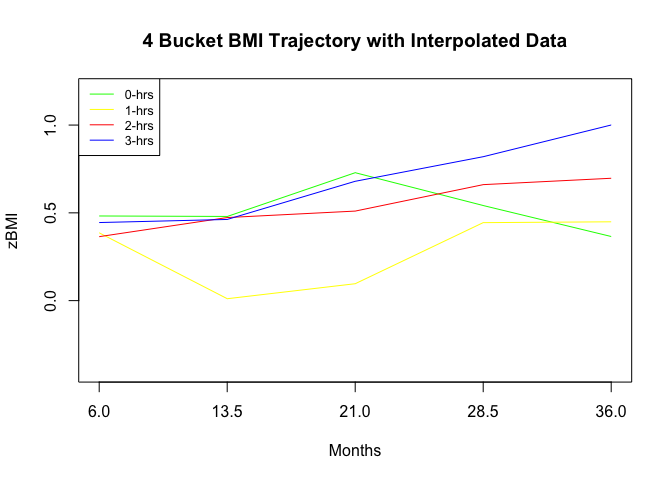 4 Bucket BMI Trajectory with Interpolated Data
0-hrs
1-hrs
2-hrs
3-hrs
1.0
0.5
0.0
zBMI
6.0 13.5 21.0 28.5 36.0
Months